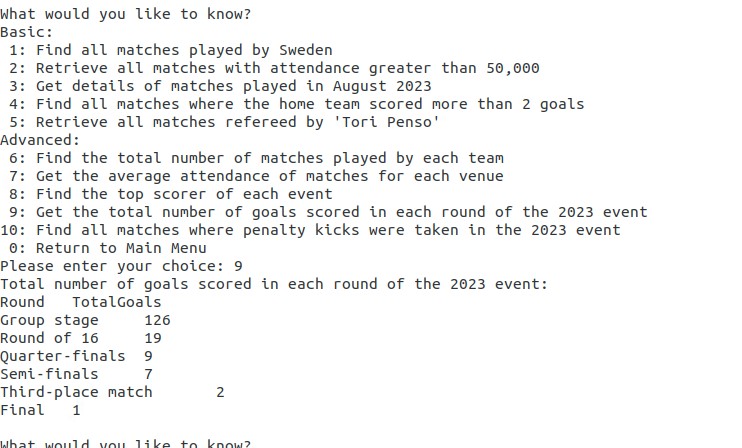 What would you like to know?
Basic:
 1: Find all matches played by Sweden
 2: Retrieve all matches with attendance greater than 50,000
 3: Get details of matches played in August 2023
 4: Find all matches where the home team scored more than 2 goals
 5: Retrieve all matches refereed by 'Tori Penso'
Advanced:
 6: Find the total number of matches played by each team
 7: Get the average attendance of matches for each venue
 8: Find the top scorer of each event
 9: Get the total number of goals scored in each round of the 2023 event
10: Find all matches where penalty kicks were taken in the 2023 event
 0: Return to Main Menu
Please enter your choice: 9
Total number of goals scored in each round of the 2023 event:
Round   TotalGoals
Group stage     126
Round of 16     19
Quarter-finals  9
Semi-finals     7
Third-place match       2
Final   1
What would you like to know?